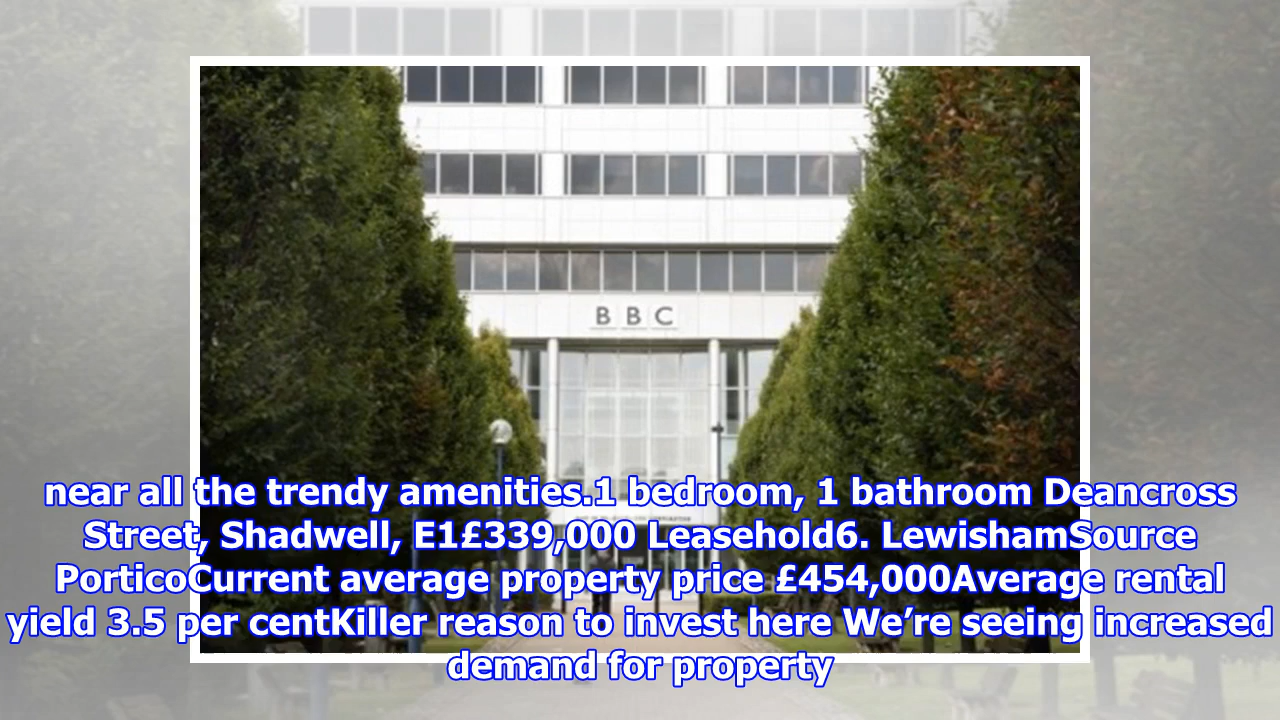 BBC
near all the trendy amenities.1 bedroom, 1 bathroom Deancross
Street, Shadwell, E1£339,000 Leasehold6. LewishamSource
PorticoCurrent average property price £454,000Average rental
yield 3.5 per centKiller reason to invest here We’re seeing increased
demand for property